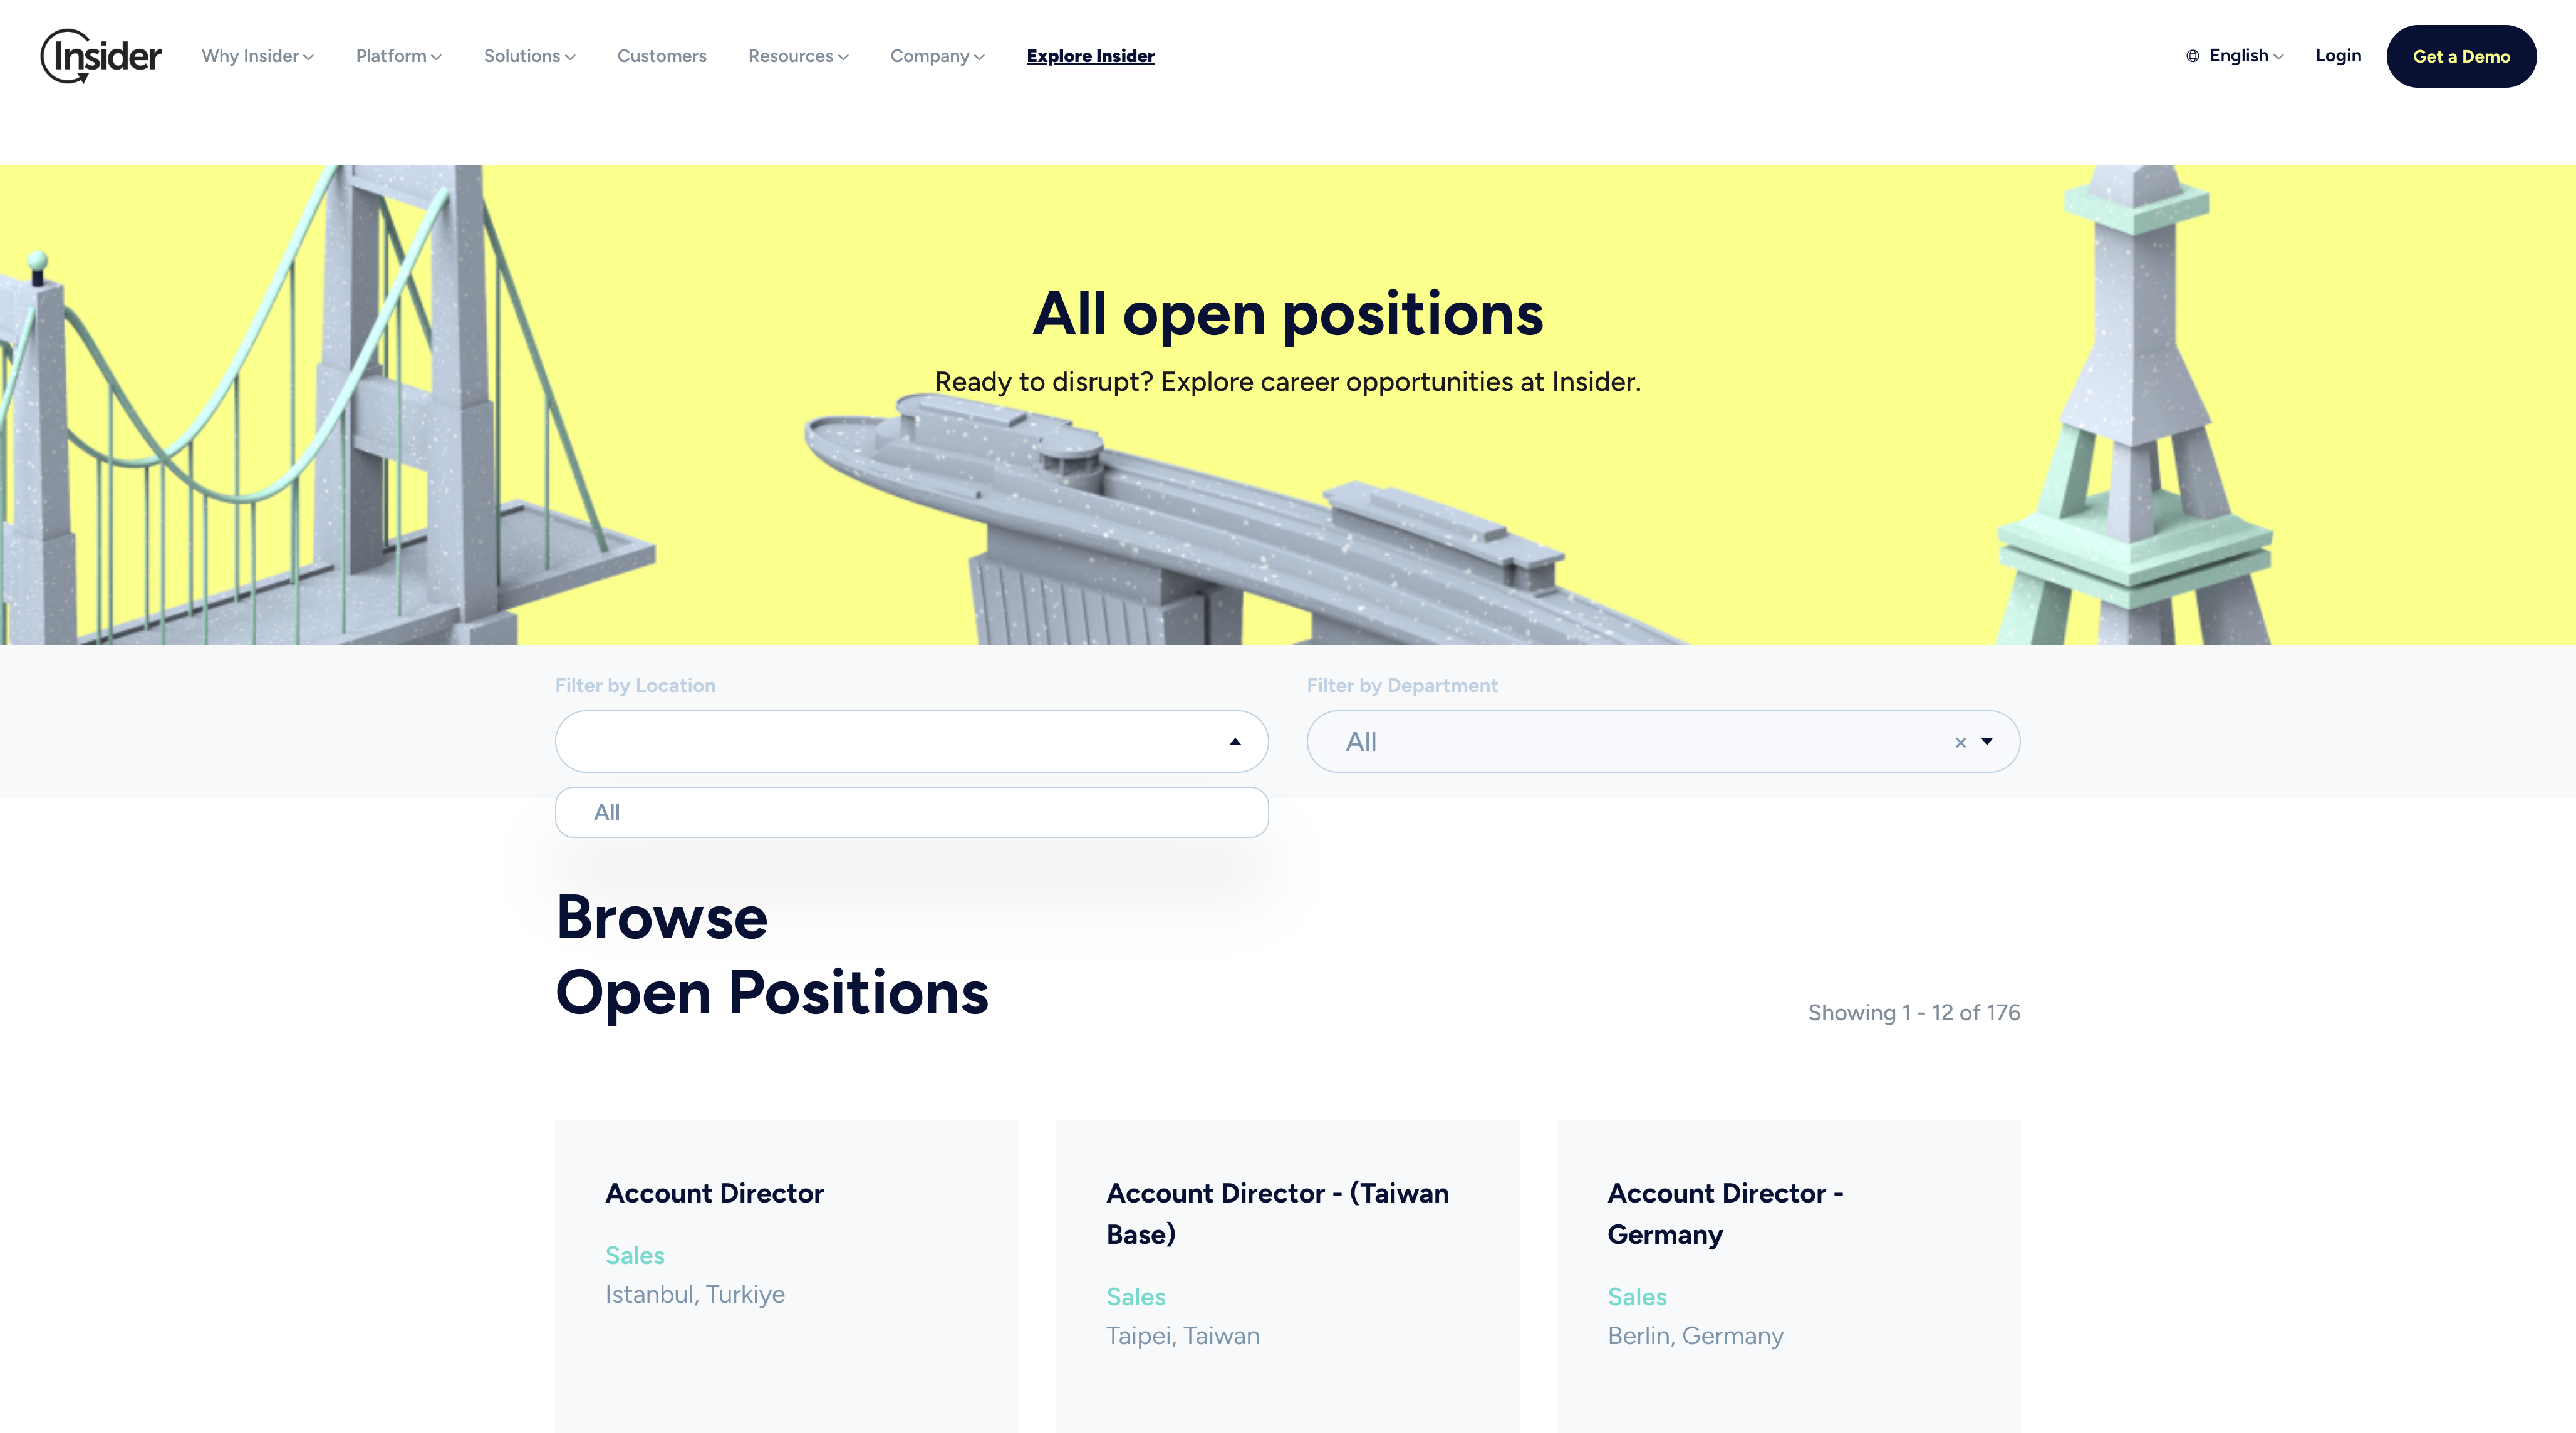 Insider
Why Insider
Platform
Solutions
Customers
Resources
Company
Explore Insider
English
Login
Get a Demo
All open positions
Ready to disrupt? Explore career opportunities at Insider.
Filter by Location
Filter by Department
All
×
All
Browse
Open Positions
Showing 1 - 12 of 176
Account Director
Sales
Istanbul, Turkiye
Account Director - (Taiwan
Base)
Sales
Taipei, Taiwan
Account Director -
Germany
Sales
Berlin, Germany